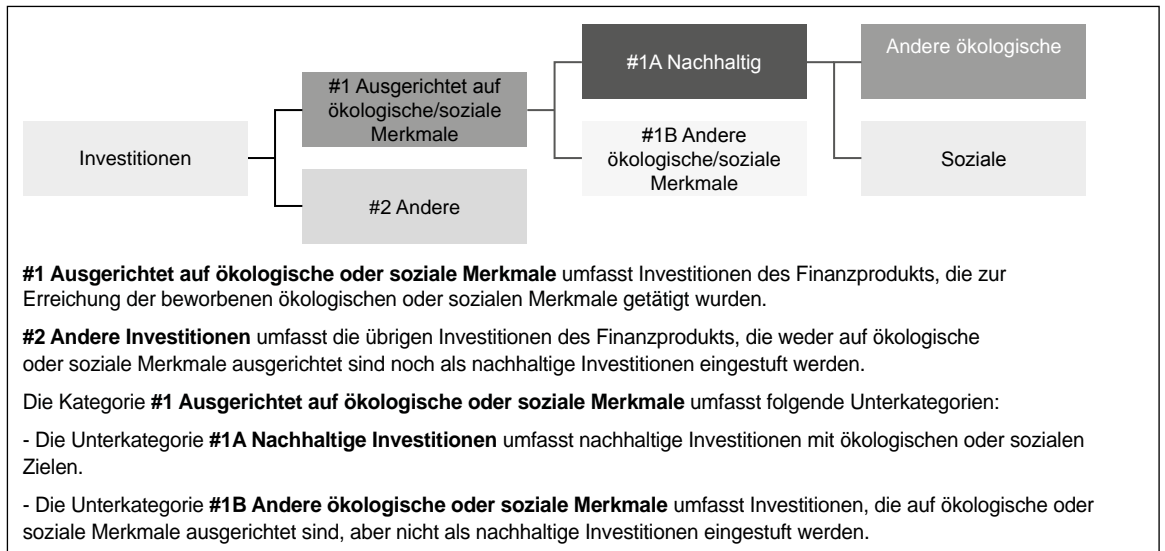 Investitionen
#1 Ausgerichtet auf
ökologische/soziale
Merkmale
#2 Andere
#1A Nachhaltig
#1B Andere
ökologische/soziale
Merkmale
Andere ökologische
Soziale
#1 Ausgerichtet auf ökologische oder soziale Merkmale umfasst Investitionen des Finanzprodukts, die zur
Erreichung der beworbenen ökologischen oder sozialen Merkmale getätigt wurden.
#2 Andere Investitionen umfasst die übrigen Investitionen des Finanzprodukts, die weder auf ökologische
oder soziale Merkmale ausgerichtet sind noch als nachhaltige Investitionen eingestuft werden.
Die Kategorie #1 Ausgerichtet auf ökologische oder soziale Merkmale umfasst folgende Unterkategorien:
- Die Unterkategorie #1A Nachhaltige Investitionen umfasst nachhaltige Investitionen mit ökologischen oder sozialen
Zielen.
- Die Unterkategorie #1B Andere ökologische oder soziale Merkmale umfasst Investitionen, die auf ökologische oder
soziale Merkmale ausgerichtet sind, aber nicht als nachhaltige Investitionen eingestuft werden.